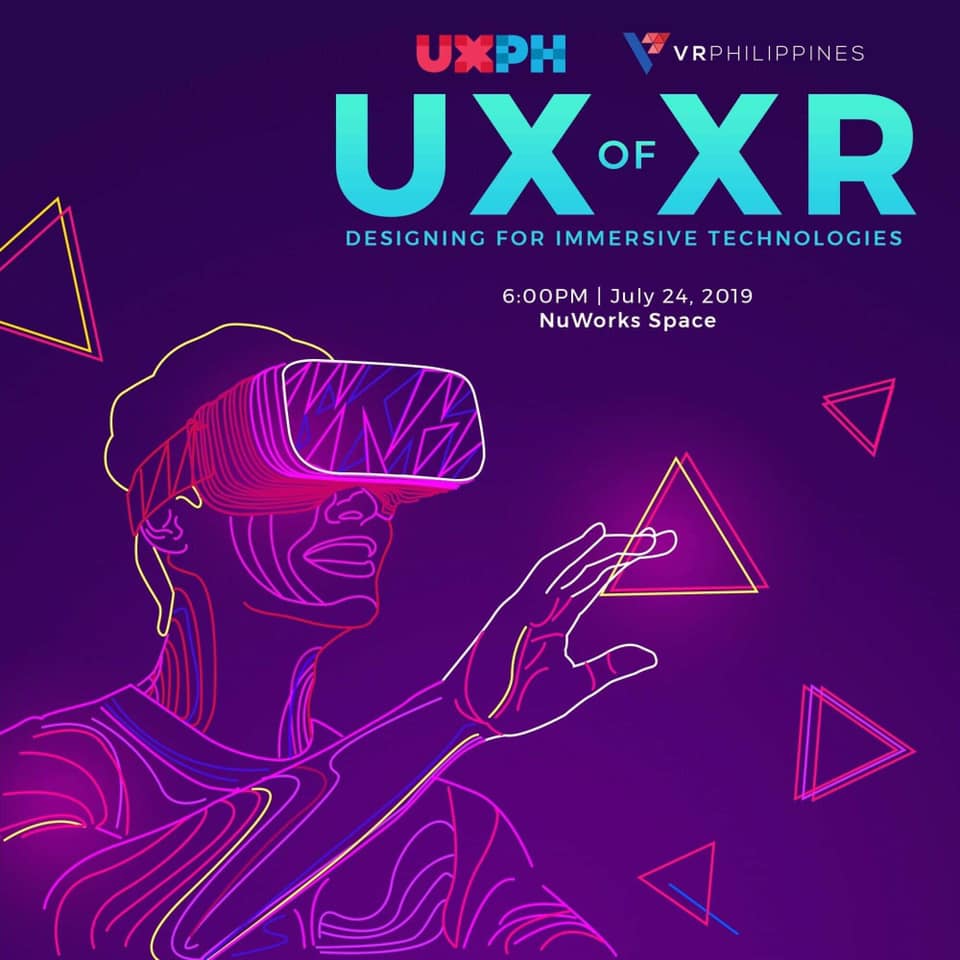 UXPH
VRPHILIPPINES
UX OF XR
DESIGNING FOR IMMERSIVE TECHNOLOGIES
6:00PM | July 24, 2019
NuWorks Space